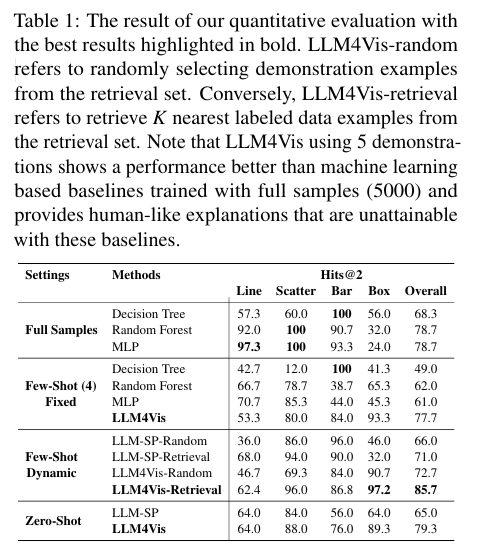 Table 1: The result of our quantitative evaluation with
the best results highlighted in bold. LLM4Vis-random
refers to randomly selecting demonstration examples
from the retrieval set. Conversely, LLM4Vis-retrieval
refers to retrieve K nearest labeled data examples from
the retrieval set. Note that LLM4Vis using 5 demonstra-
tions shows a performance better than machine learning
based baselines trained with full samples (5000) and
provides human-like explanations that are unattainable
with these baselines.
Settings Methods Hits@2
Line Scatter Bar Box Overall
Decision Tree 57.3 60.0 100 56.0 68.3
Full Samples Random Forest 92.0 100 90.7 32.0 78.7
MLP 97.3 100 93.3 24.0 78.7
Decision Tree 42.7 12.0 100 41.3 49.0
Few-Shot (4) Random Forest 66.7 78.7 38.7 65.3 62.0
Fixed MLP 70.7 85.3 44.0 45.3 61.0
LLM4Vis 53.3 80.0 84.0 93.3 77.7
LLM-SP-Random 36.0 86.0 96.0 46.0 66.0
Few-Shot LLM-SP-Retrieval 68.0 94.0 90.0 32.0 71.0
Dynamic LLM4Vis-Random 46.7 69.3 84.0 90.7 72.7
LLM4Vis-Retrieval 62.4 96.0 86.8 97.2 85.7
Zero-Shot LLM-SP 64.0 84.0 56.0 64.0 65.0
LLM4Vis 64.0 88.0 76.0 89.3 79.3